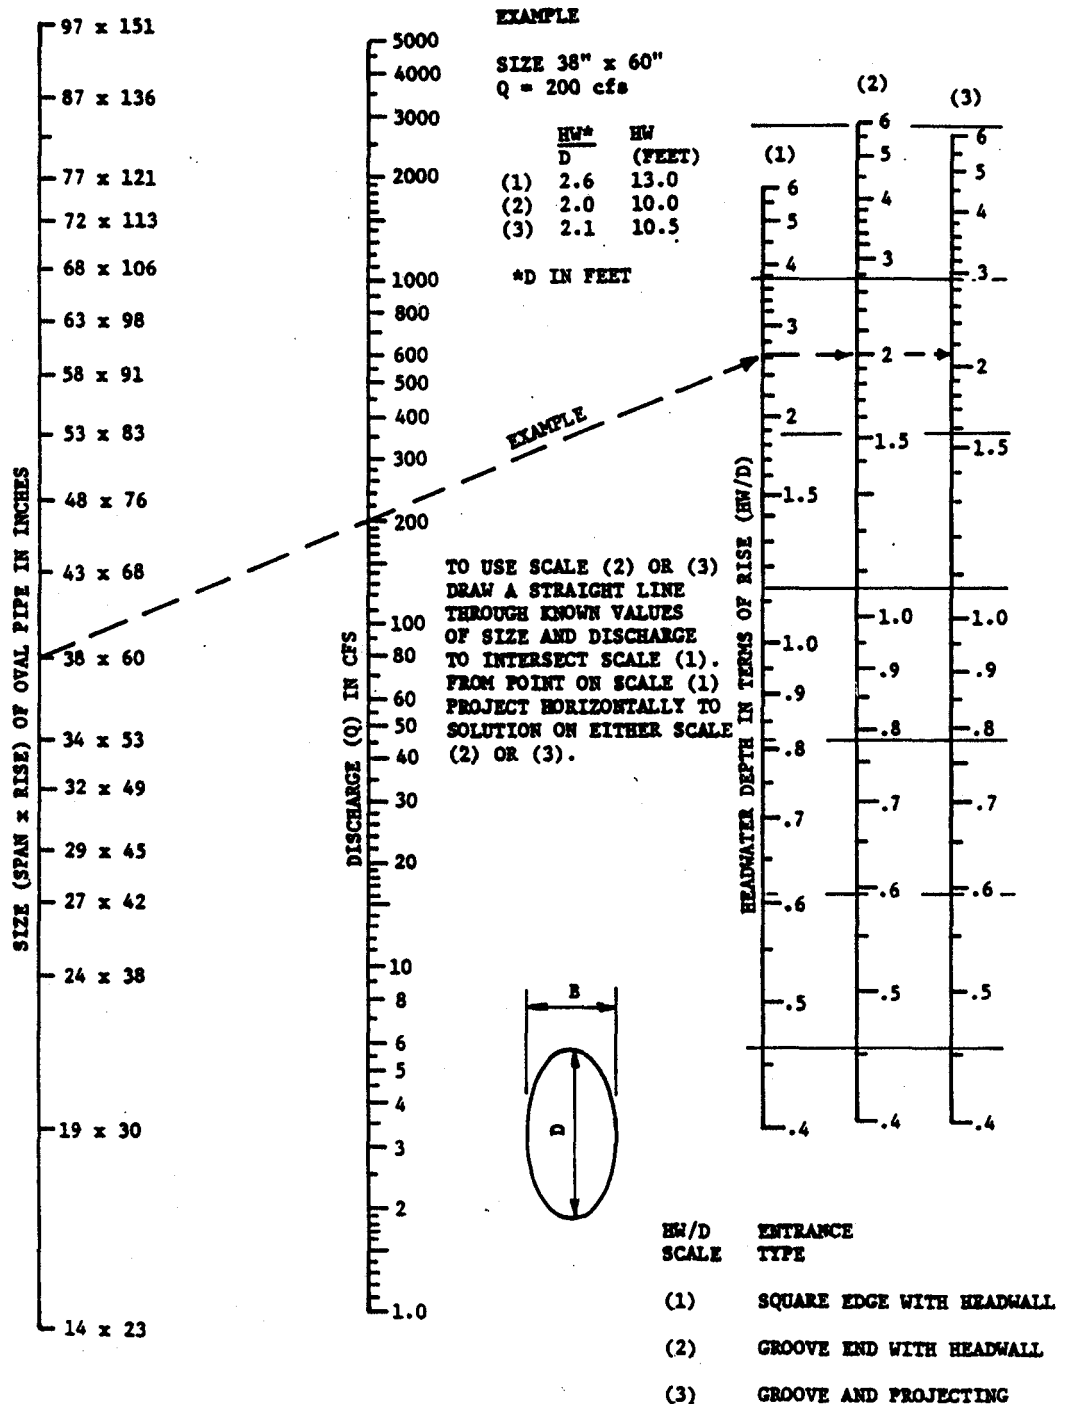 EXAMPLE
SIZE 38" x 60"
Q = 200 cfs
HW* HW
D (FEET)
(1) 2.6 13.0
(2) 2.0 10.0
(3) 2.1 10.5
*D IN FEET
SIZE (SPAN x RISE) OF OVAL PIPE IN INCHES
97 x 151
87 x 136
77 x 121
72 x 113
68 x 106
63 x 98
58 x 91
53 x 83
48 x 76
43 x 68
38 x 60
34 x 53
32 x 49
29 x 45
27 x 42
24 x 38
19 x 30
14 x 23
DISCHARGE (Q) IN CFS
5000
4000
3000
2000
1000
800
600
500
400
300
200
100
80
60
50
40
30
20
10
8
6
5
4
3
2
1.0
EXAMPLE
TO USE SCALE (2) OR (3)
DRAW A STRAIGHT LINE
THROUGH KNOWN VALUES
OF SIZE AND DISCHARGE
TO INTERSECT SCALE (1).
FROM POINT ON SCALE (1)
PROJECT HORIZONTALLY TO
SOLUTION ON EITHER SCALE
(2) OR (3).
B
D
HEADWATER DEPTH IN TERMS OF RISE (HW/D)
(1)
6
5
4
3
2
1.5
1.0
.9
.8
.7
.6
.5
.4
(2)
6
5
4
3
2
1.5
1.0
.9
.8
.7
.6
.5
.4
(3)
6
5
4
3
2
1.5
1.0
.9
.8
.7
.6
.5
.4
HW/D ENTRANCE
SCALE TYPE
(1) SQUARE EDGE WITH HEADWALL
(2) GROOVE END WITH HEADWALL
(3) GROOVE AND PROJECTING